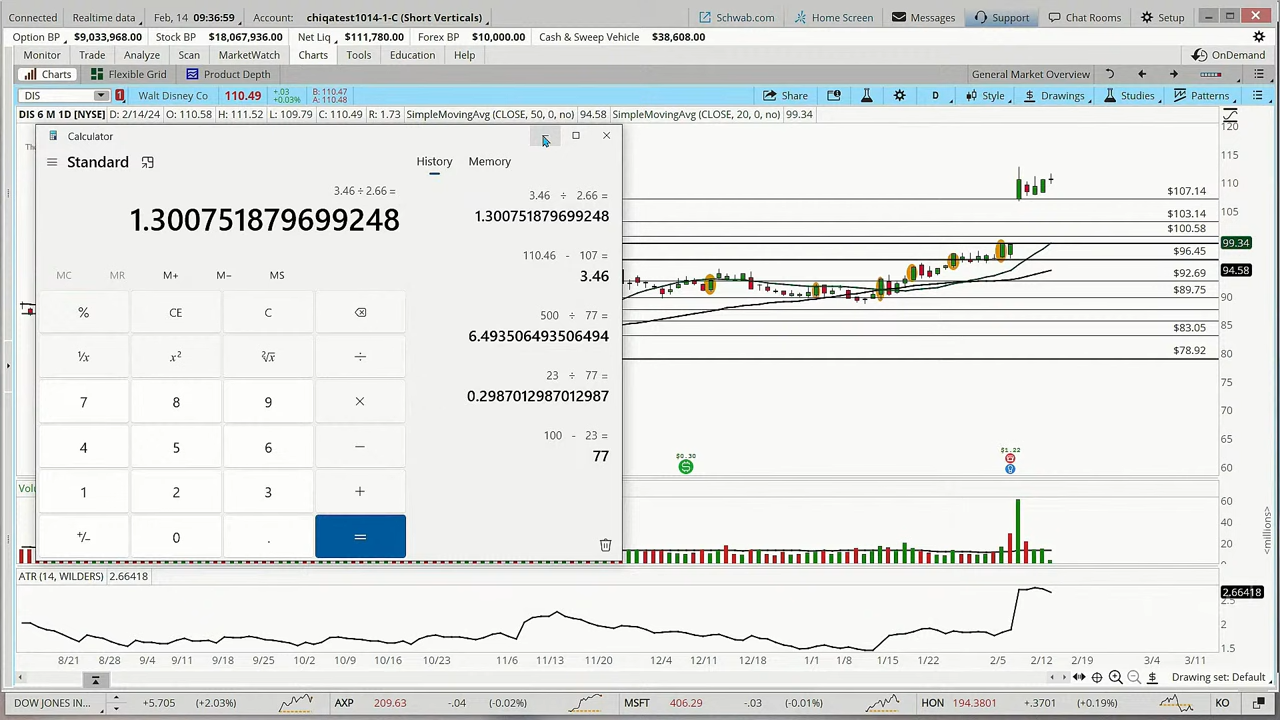 Connected Realtime data Feb, 14 09:36:59 Account: chiqatest1014-1-C (Short Verticals) Schwab.com Home Screen Messages Support Chat Rooms Setup
Option BP $9,033,968.00 Stock BP $18,067,936.00 Net Liq $111,780.00 Forex BP $10,000.00 Cash & Sweep Vehicle $38,608.00
Monitor Trade Analyze Scan MarketWatch Charts Tools Education Help OnDemand
Charts Flexible Grid Product Depth General Market Overview
DIS 1 Walt Disney Co 110.49 +.03 +0.03% B: 110.47 A: 110.48 Share D Style Drawings Studies Patterns
DIS 6 M 1D [NYSE] D: 2/14/24 O: 110.58 H: 111.52 L: 109.79 C: 110.49 R: 1.73 SimpleMovingAvg (CLOSE, 50, 0, no) 94.58 SimpleMovingAvg (CLOSE, 20, 0, no) 99.34
Calculator
Standard
History Memory
3.46 ÷ 2.66 =
1.300751879699248
MC MR M+ M− MS
% CE C
⅟x x² ²√x ÷
7 8 9 ×
4 5 6 −
1 2 3 +
+/− 0 . =
3.46 ÷ 2.66 =
1.300751879699248
110.46 - 107 =
3.46
500 ÷ 77 =
6.493506493506494
23 ÷ 77 =
0.2987012987012987
100 - 23 =
77
120
115
110
$107.14
105
$103.14
$100.58
99.34
$96.45
94.58
$92.69
$89.75
90
85
$83.05
80
$78.92
75
70
65
60
$0.30
$
$1.22
60
40
20
<millions>
ATR (14, WILDERS) 2.66418
2.66418
2
1.5
8/21 8/28 9/4 9/11 9/18 9/25 10/2 10/9 10/16 10/23 11/6 11/13 11/20 12/4 12/11 12/18 1/1 1/8 1/22 2/5 2/12 2/19 3/4 3/11
Drawing set: Default
DOW JONES IN... +5.705 (+2.03%) AXP 209.63 -.04 (-0.02%) MSFT 406.29 -.03 (-0.01%) HON 194.3801 +.3701 (+0.19%) KO